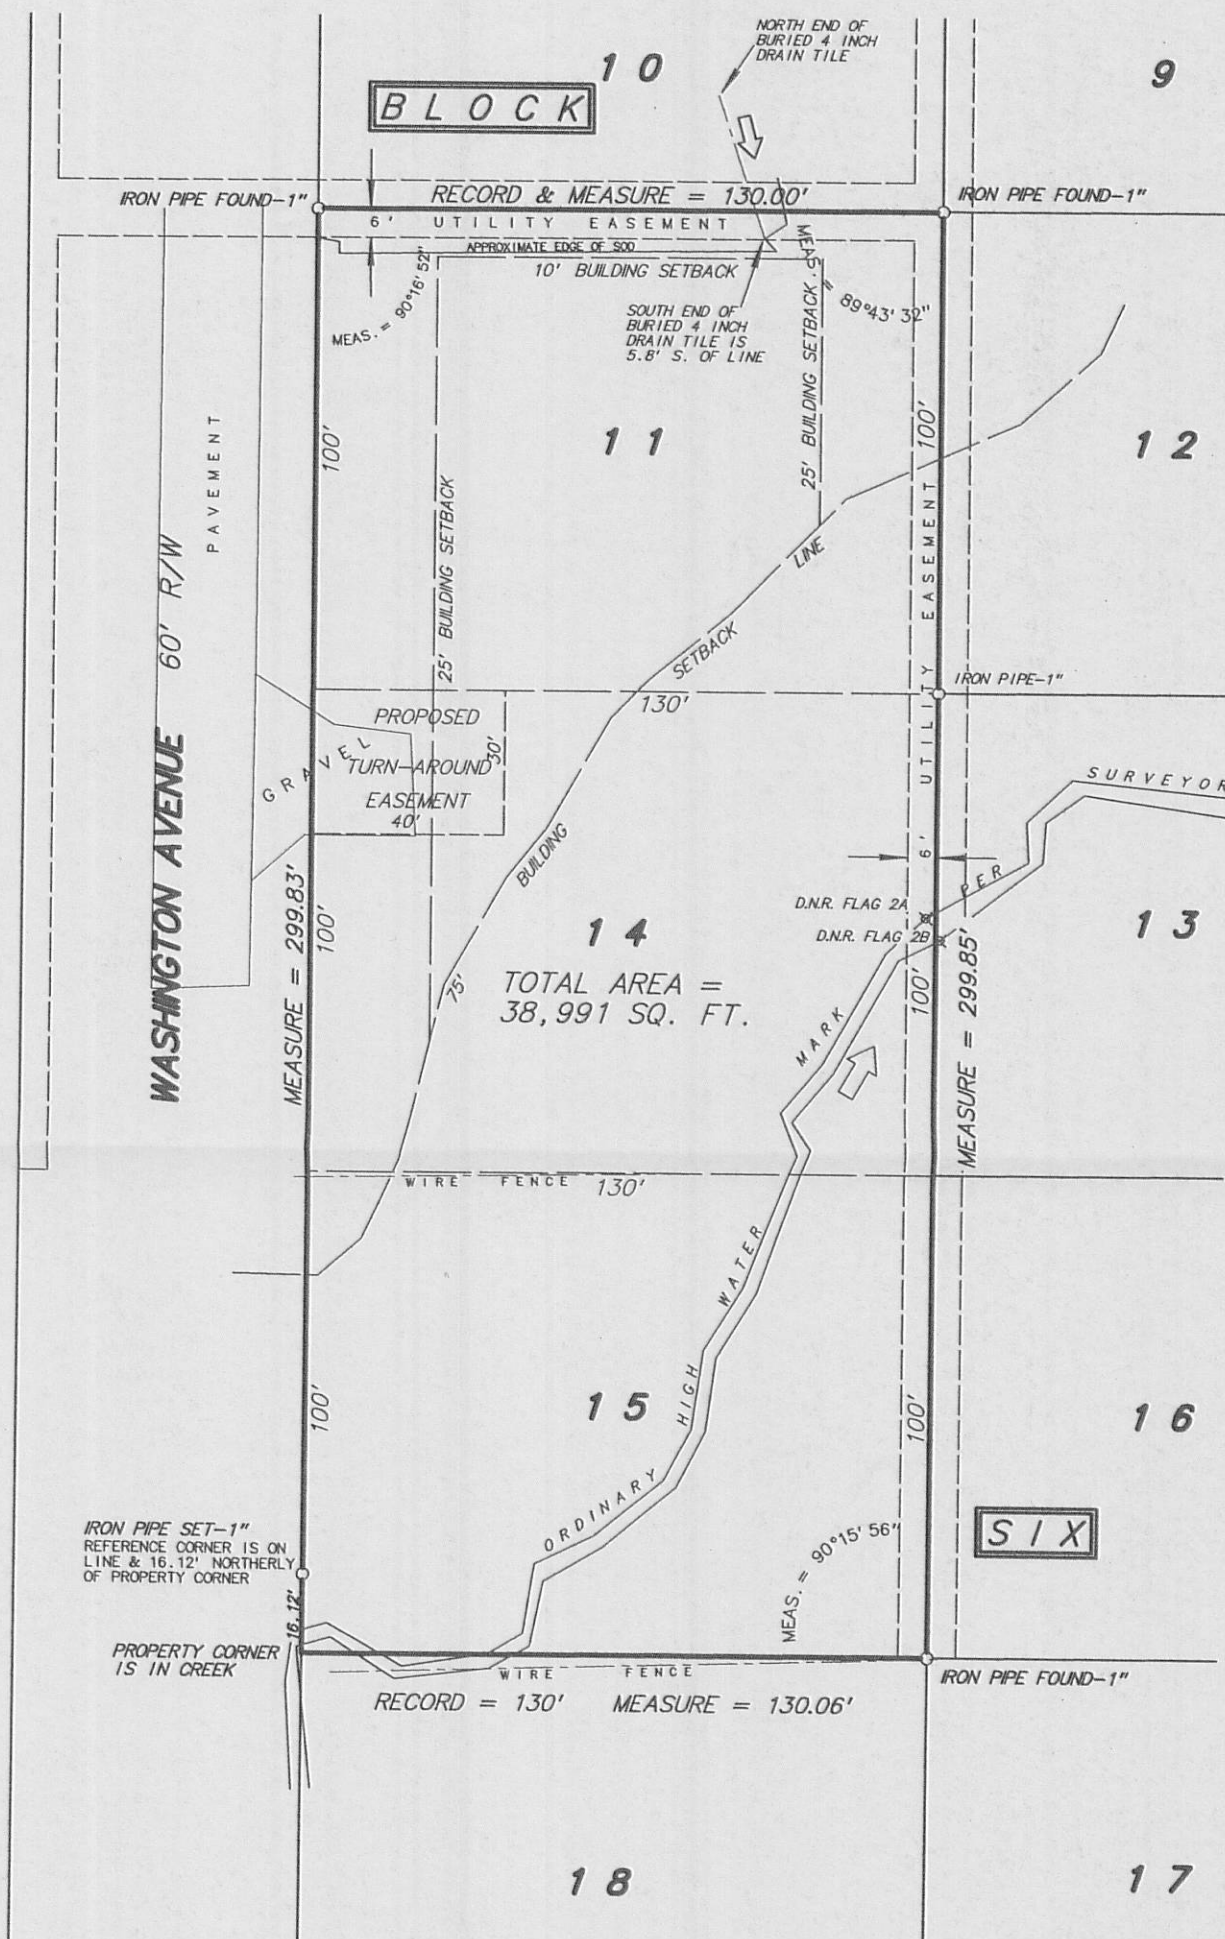 NORTH END OF
BURIED 4 INCH
DRAIN TILE
10
9
BLOCK
IRON PIPE FOUND-1"
RECORD & MEASURE = 130.00'
IRON PIPE FOUND-1"
6' UTILITY EASEMENT
APPROXIMATE EDGE OF SOD
10' BUILDING SETBACK
MEAS. = 90°16' 52"
MEAS. = 89°43' 32"
SOUTH END OF
BURIED 4 INCH
DRAIN TILE IS
5.8' S. OF LINE
25' BUILDING SETBACK
100'
11
100'
12
PAVEMENT
25' BUILDING SETBACK
60' R/W
WASHINGTON AVENUE
UTILITY EASEMENT
6'
IRON PIPE-1"
130'
PROPOSED
TURN-AROUND
EASEMENT
40'
30'
GRAVEL
75' BUILDING SETBACK LINE
SURVEYOR
PER
D.N.R. FLAG 2A
D.N.R. FLAG 2B
MEASURE = 299.83'
100'
14
TOTAL AREA =
38,991 SQ. FT.
100'
MEASURE = 299.85'
13
WIRE FENCE 130'
ORDINARY HIGH WATER MARK
100'
15
100'
16
IRON PIPE SET-1"
REFERENCE CORNER IS ON
LINE & 16.12' NORTHERLY
OF PROPERTY CORNER
16.12'
MEAS. = 90°15' 56"
SIX
PROPERTY CORNER
IS IN CREEK
WIRE FENCE
IRON PIPE FOUND-1"
RECORD = 130' MEASURE = 130.06'
18
17